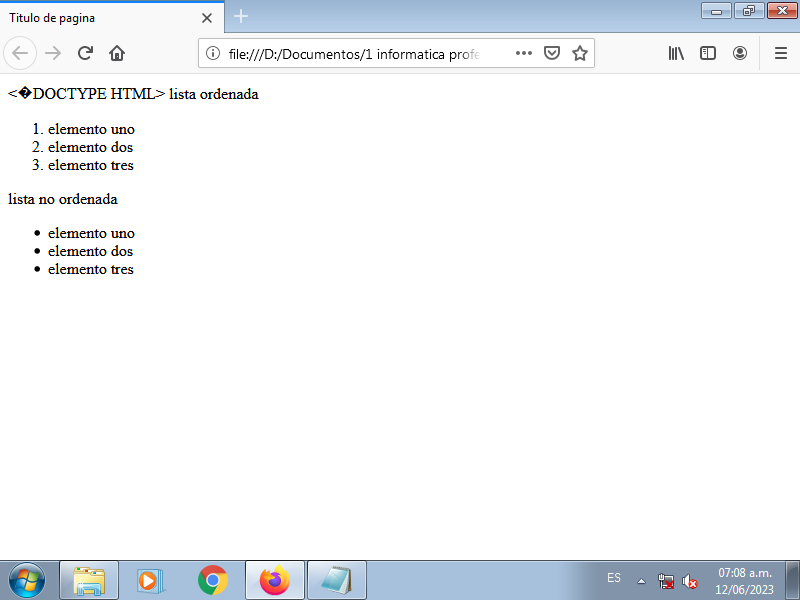 Titulo de pagina
file:///D:/Documentos/1 informatica profe
<�DOCTYPE HTML> lista ordenada
1. elemento uno
2. elemento dos
3. elemento tres
lista no ordenada
• elemento uno
• elemento dos
• elemento tres
ES
07:08 a.m.
12/06/2023